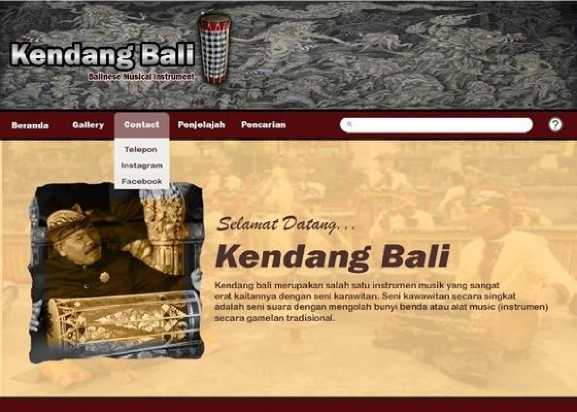 Kendang Bali
Balinese Musical Instrument
Beranda Gallery Contact Penjelajah Pencarian ?
Telepon
Instagram
Facebook
Selamat Datang...
Kendang Bali
Kendang bali merupakan salah satu instrumen musik yang sangat
erat kaitannya dengan seni karawitan. Seni kawawitan secara singkat
adalah seni suara dengan mengolah bunyi benda atau alat music (instrumen)
secara gamelan tradisional.